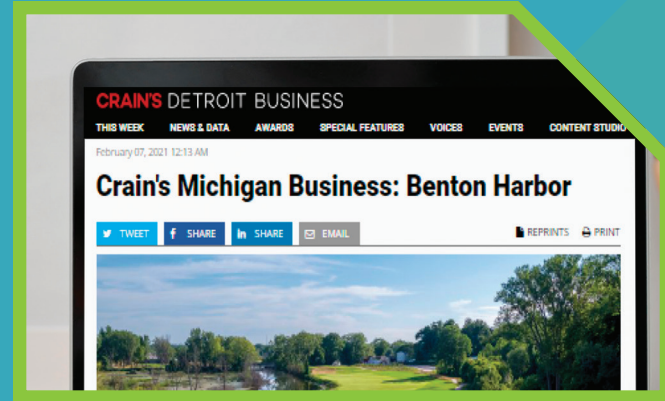 CRAIN'S DETROIT BUSINESS
THIS WEEK NEWS & DATA AWARDS SPECIAL FEATURES VOICES EVENTS CONTENT STUDIO
February 07, 2021 12:13 AM
Crain's Michigan Business: Benton Harbor
TWEET f SHARE in SHARE EMAIL REPRINTS PRINT